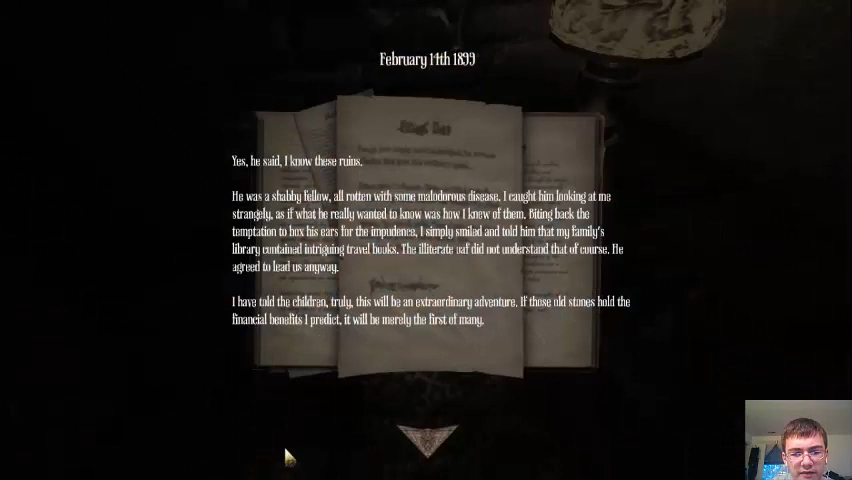 February 14th 1899
Yes, he said, I know these ruins.
He was a shabby fellow, all rotten with some malodorous disease. I caught him looking at me
strangely, as if what he really wanted to know was how I knew of them. Biting back the
temptation to box his ears for the impudence, I simply smiled and told him that my family's
library contained intriguing travel books. The illiterate oaf did not understand that of course. He
agreed to lead us anyway.
I have told the children, truly, this will be an extraordinary adventure. If those old stones hold the
financial benefits I predict, it will be merely the first of many.